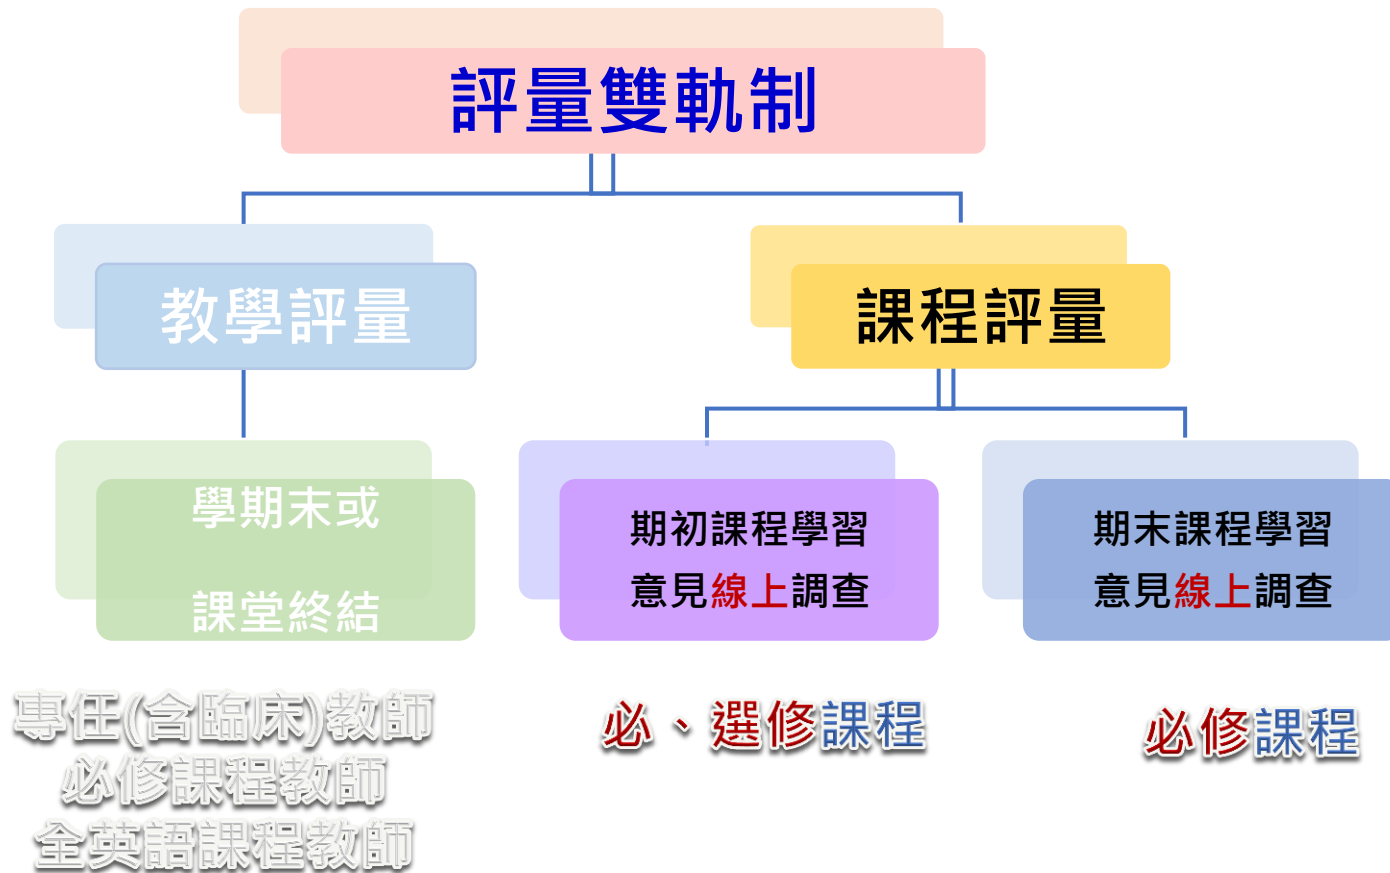 評量雙軌制
教學評量
課程評量
學期末或
課堂終結
期初課程學習
意見線上調查
期末課程學習
意見線上調查
專任(含臨床)教師
必修課程教師
全英語課程教師
必、選修課程
必修課程